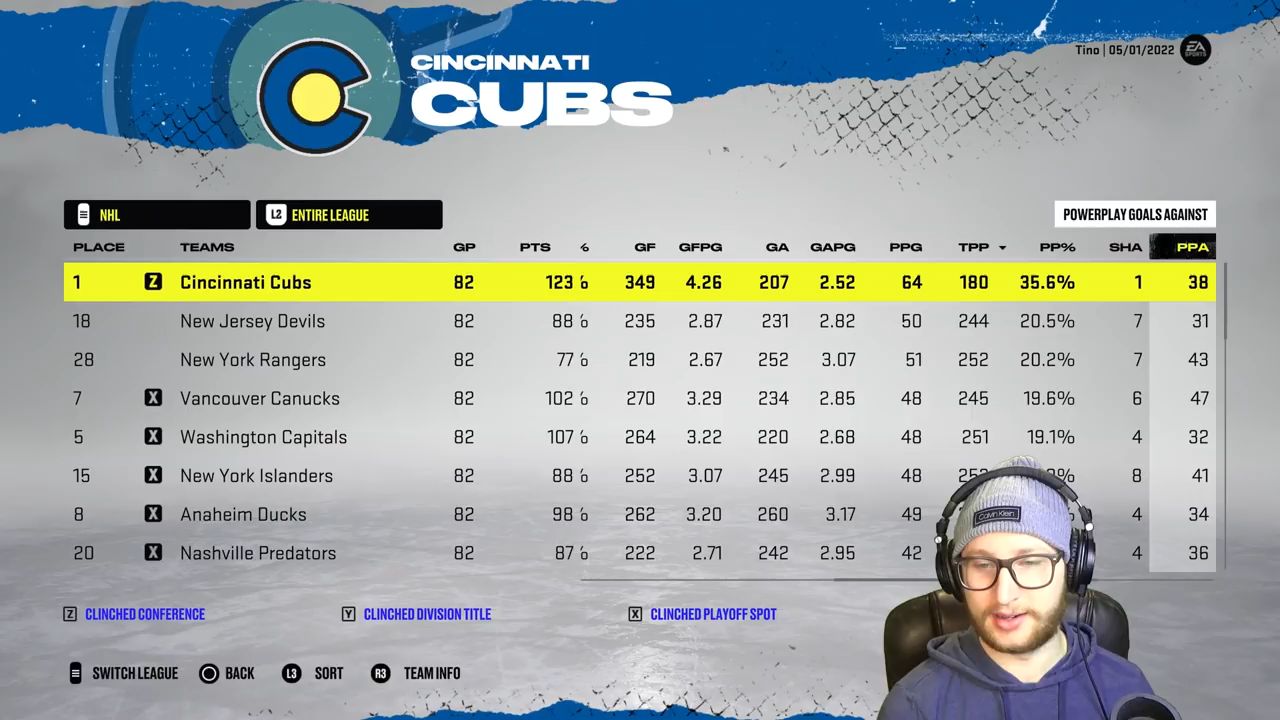 CINCINNATI
CUBS
Tino | 05/01/2022
EA
SPORTS
NHL
L2 ENTIRE LEAGUE
POWERPLAY GOALS AGAINST
PLACE TEAMS GP PTS % GF GFPG GA GAPG PPG TPP PP% SHA PPA
1 Z Cincinnati Cubs 82 123 % 349 4.26 207 2.52 64 180 35.6% 1 38
18 New Jersey Devils 82 88 % 235 2.87 231 2.82 50 244 20.5% 7 31
28 New York Rangers 82 77 % 219 2.67 252 3.07 51 252 20.2% 7 43
7 X Vancouver Canucks 82 102 % 270 3.29 234 2.85 48 245 19.6% 6 47
5 X Washington Capitals 82 107 % 264 3.22 220 2.68 48 251 19.1% 4 32
15 X New York Islanders 82 88 % 252 3.07 245 2.99 48 8 41
8 X Anaheim Ducks 82 98 % 262 3.20 260 3.17 49 4 34
20 X Nashville Predators 82 87 % 222 2.71 242 2.95 42 4 36
Calvin Klein
Z CLINCHED CONFERENCE Y CLINCHED DIVISION TITLE X CLINCHED PLAYOFF SPOT
SWITCH LEAGUE BACK L3 SORT R3 TEAM INFO